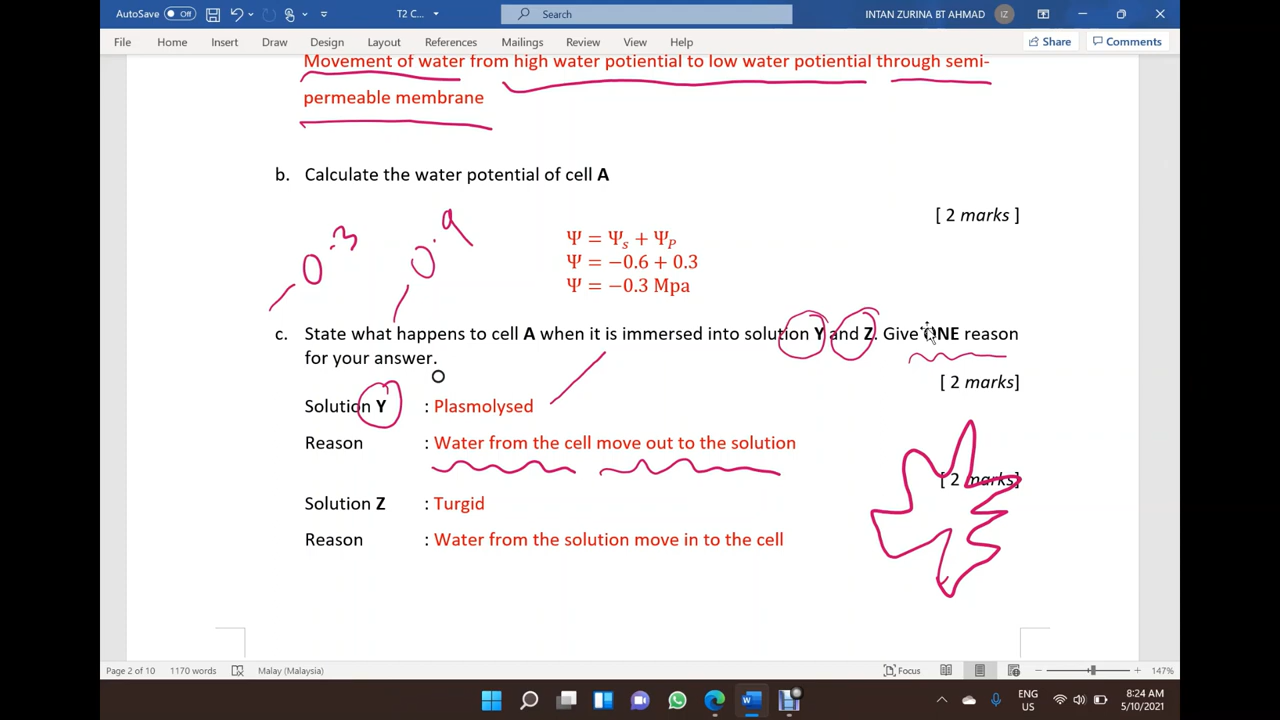 AutoSave Off T2 C... Search INTAN ZURINA BT AHMAD IZ
File Home Insert Draw Design Layout References Mailings Review View Help Share Comments
Movement of water from high water potiential to low water potiential through semi-
permeable membrane
b. Calculate the water potential of cell A
[ 2 marks ]
Ψ = Ψs + ΨP
Ψ = −0.6 + 0.3
Ψ = −0.3 Mpa
-0.3 -0.9
c. State what happens to cell A when it is immersed into solution Y and Z. Give ONE reason
for your answer.
[ 2 marks]
Solution Y : Plasmolysed
Reason : Water from the cell move out to the solution
[ 2 marks]
Solution Z : Turgid
Reason : Water from the solution move in to the cell
Page 2 of 10 1170 words Malay (Malaysia) Focus 147%
ENG
US
8:24 AM
5/10/2021